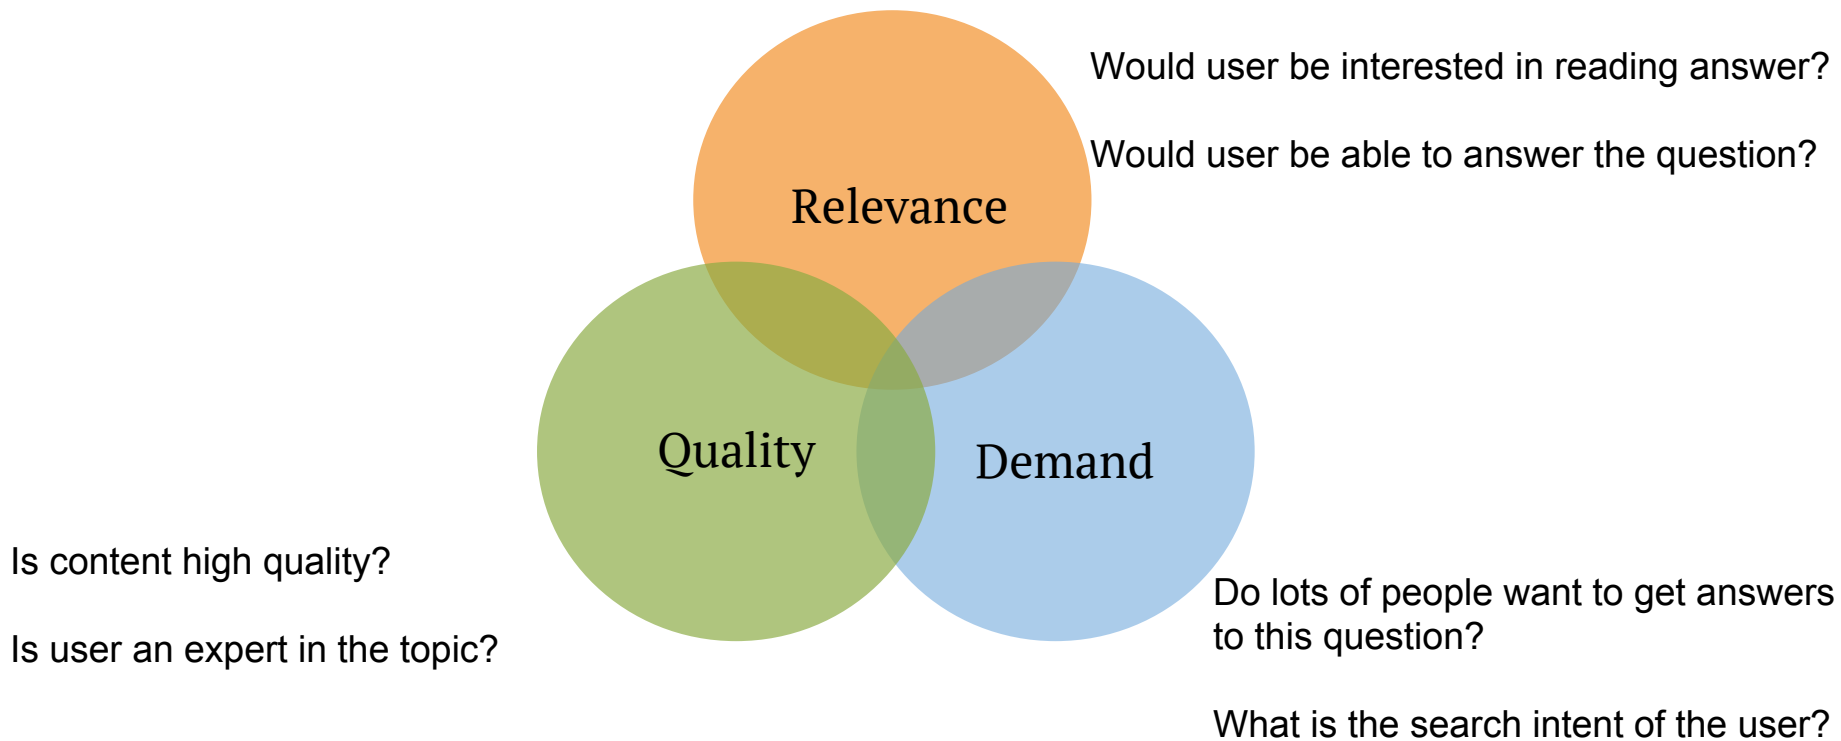 Would user be interested in reading answer?
Would user be able to answer the question?
Relevance
Quality
Demand
Is content high quality?
Is user an expert in the topic?
Do lots of people want to get answers
to this question?
What is the search intent of the user?